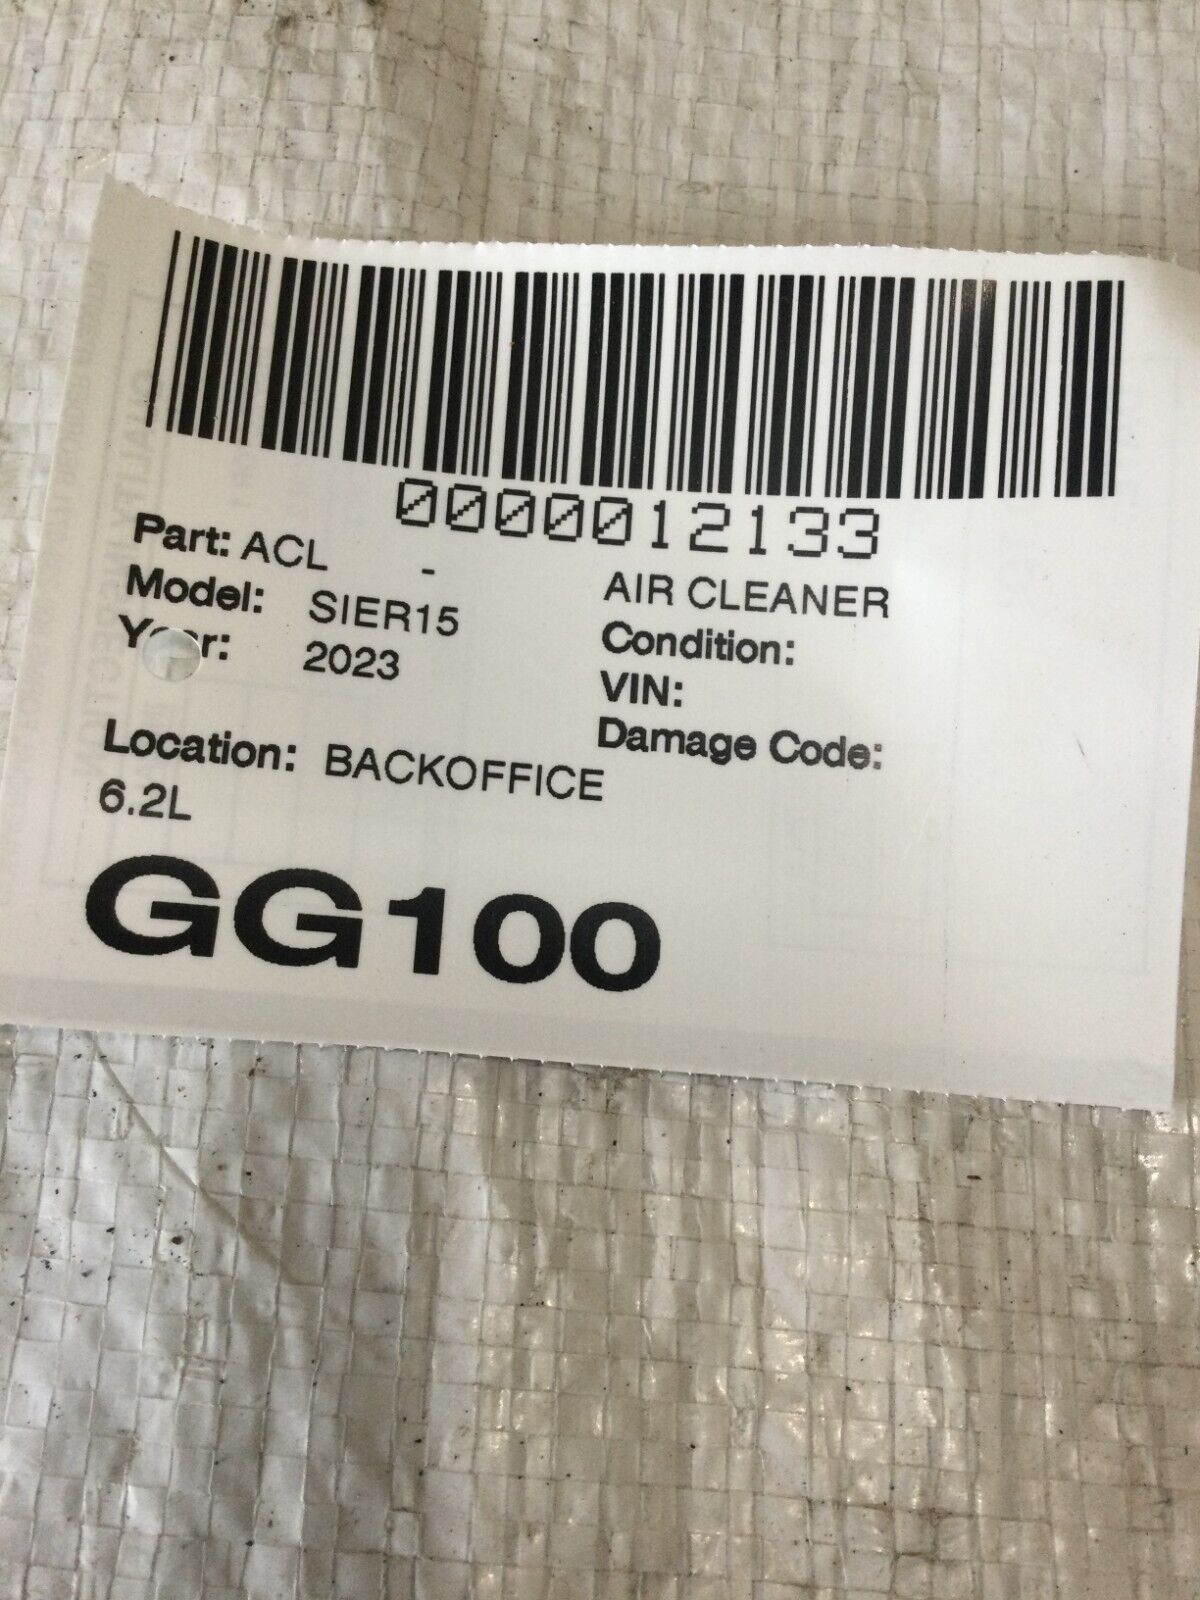 0000012133
Part: ACL - AIR CLEANER
Model: SIER15 Condition:
Year: 2023 VIN:
Damage Code:
Location: BACKOFFICE
6.2L
GG100